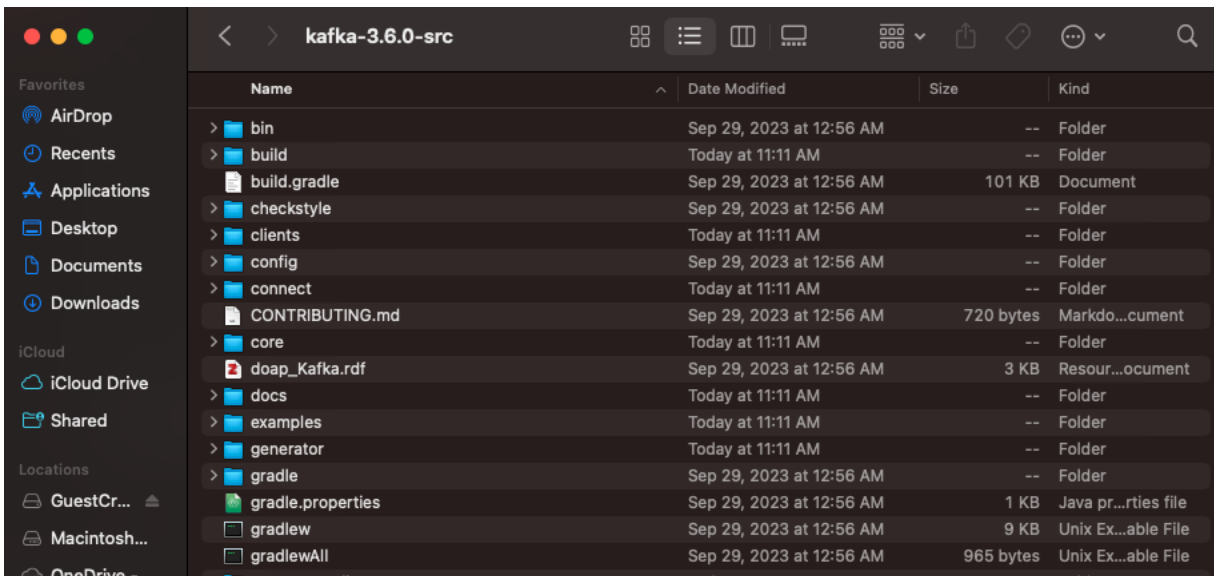 kafka-3.6.0-src
Favorites
AirDrop
Recents
Applications
Desktop
Documents
Downloads
iCloud
iCloud Drive
Shared
Locations
GuestCr...
Macintosh...
OneDrive -
Name Date Modified Size Kind
bin Sep 29, 2023 at 12:56 AM -- Folder
build Today at 11:11 AM -- Folder
build.gradle Sep 29, 2023 at 12:56 AM 101 KB Document
checkstyle Sep 29, 2023 at 12:56 AM -- Folder
clients Today at 11:11 AM -- Folder
config Sep 29, 2023 at 12:56 AM -- Folder
connect Today at 11:11 AM -- Folder
CONTRIBUTING.md Sep 29, 2023 at 12:56 AM 720 bytes Markdo...cument
core Today at 11:11 AM -- Folder
doap_Kafka.rdf Sep 29, 2023 at 12:56 AM 3 KB Resour...ocument
docs Today at 11:11 AM -- Folder
examples Today at 11:11 AM -- Folder
generator Today at 11:11 AM -- Folder
gradle Sep 29, 2023 at 12:56 AM -- Folder
gradle.properties Sep 29, 2023 at 12:56 AM 1 KB Java pr...rties file
gradlew Sep 29, 2023 at 12:56 AM 9 KB Unix Ex...able File
gradlewAll Sep 29, 2023 at 12:56 AM 965 bytes Unix Ex...able File